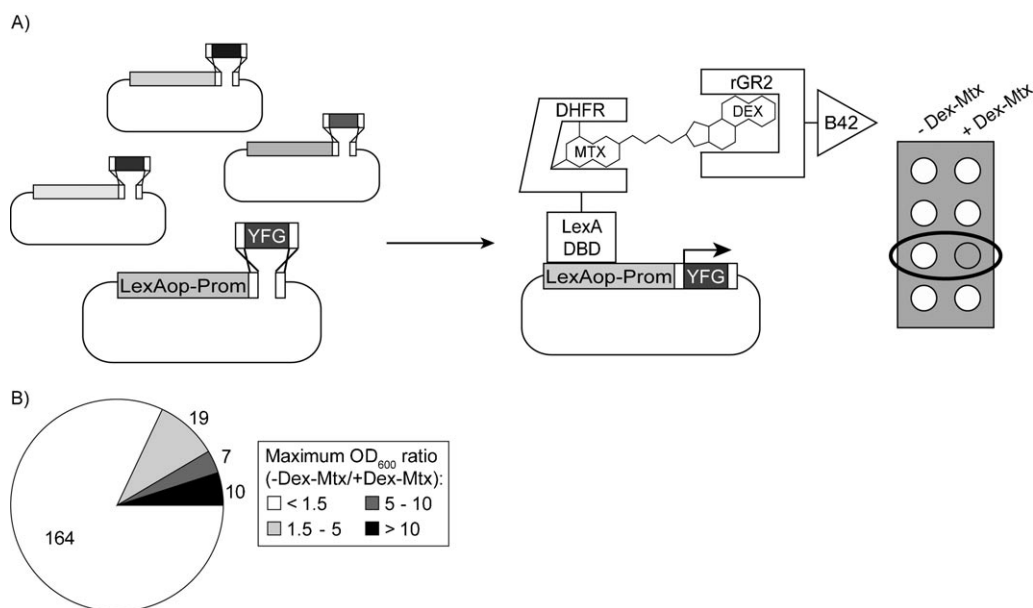 A)
YFG
LexAop-Prom
DHFR
MTX
rGR2
DEX
B42
LexA
DBD
LexAop-Prom
YFG
- Dex-Mtx
+ Dex-Mtx
B)
164
19
7
10
Maximum OD600 ratio
(-Dex-Mtx/+Dex-Mtx):
< 1.5
5 - 10
1.5 - 5
> 10